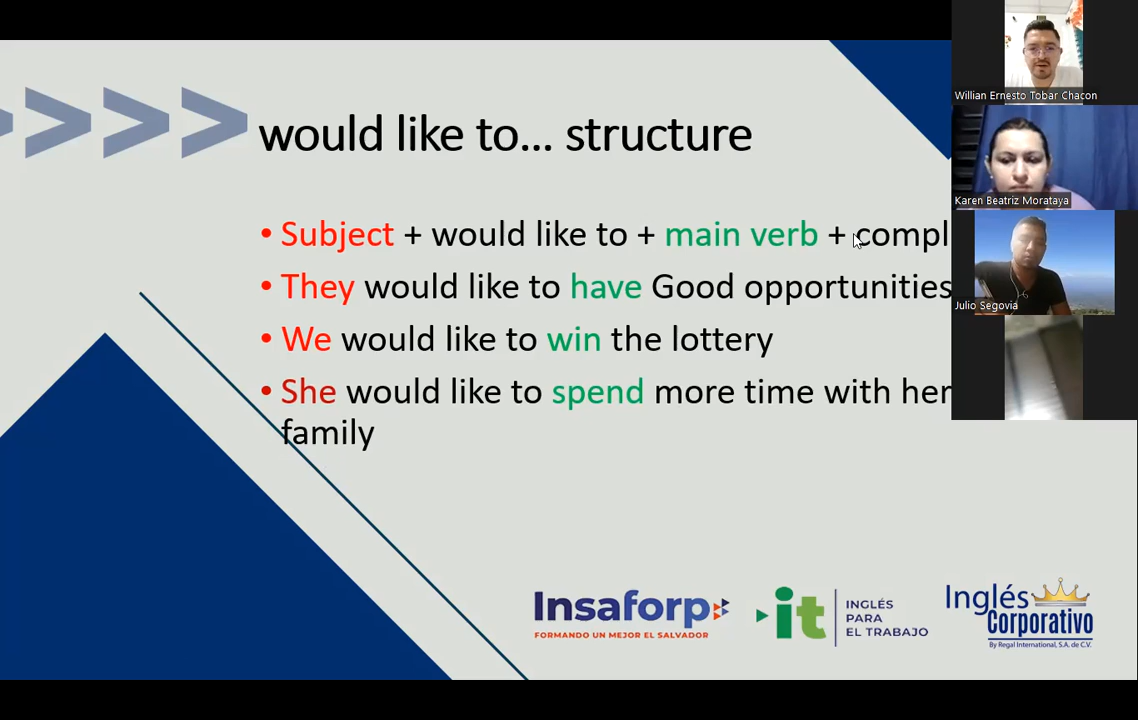 would like to... structure
• Subject + would like to + main verb + compl
• They would like to have Good opportunities
• We would like to win the lottery
• She would like to spend more time with her
family
Willian Ernesto Tobar Chacon
Karen Beatriz Morataya
Julio Segovia
Insaforp
FORMANDO UN MEJOR EL SALVADOR
it
INGLÉS
PARA
EL TRABAJO
Inglés
Corporativo
By Regal International, S.A. de C.V.